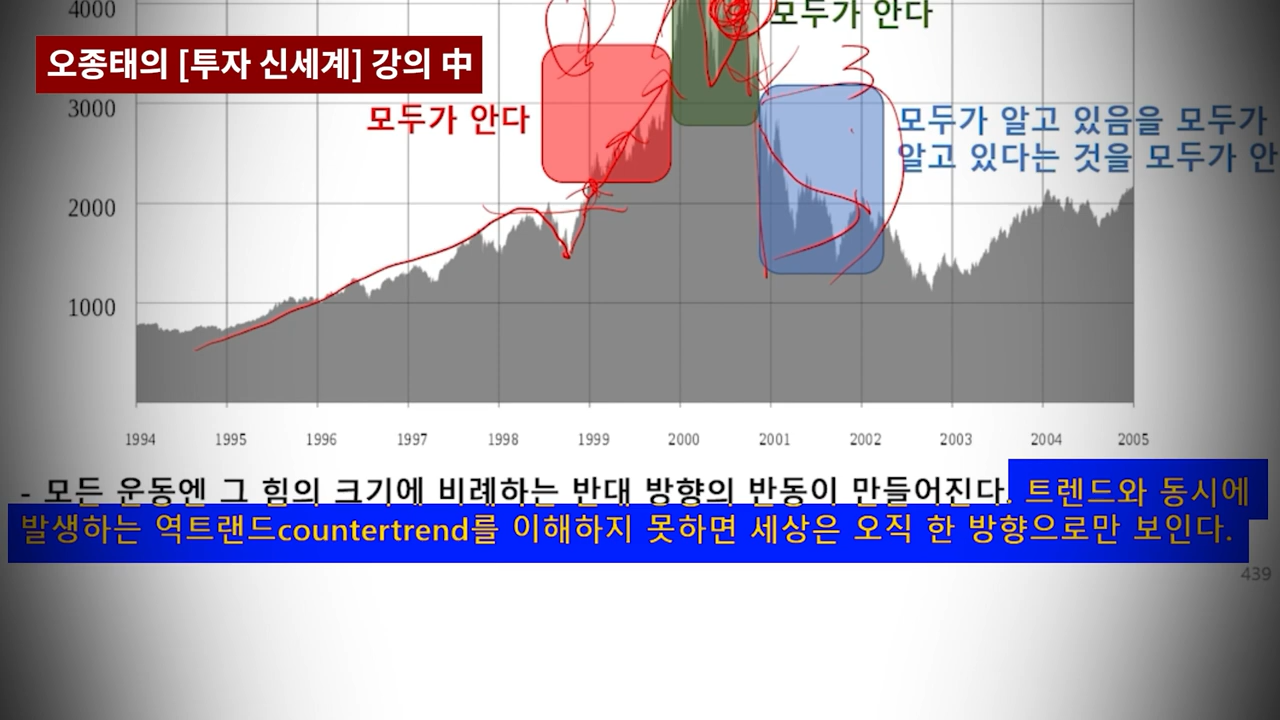 4000
모두가 안다
오종태의 [투자 신세계] 강의 中
3
3000
모두가 안다
모두가 알고 있음을 모두가
알고 있다는 것을 모두가 안
2000
1000
1994 1995 1996 1997 1998 1999 2000 2001 2002 2003 2004 2005
- 모든 운동엔 그 힘의 크기에 비례하는 반대 방향의 반동이 만들어진다. 트렌드와 동시에
발생하는 역트랜드countertrend를 이해하지 못하면 세상은 오직 한 방향으로만 보인다.
439